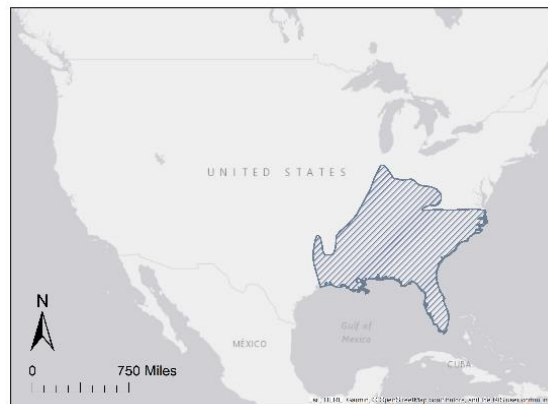 UNITED STATES
N
Gulf of
Mexico
MÉXICO
0 750 Miles
CUBA